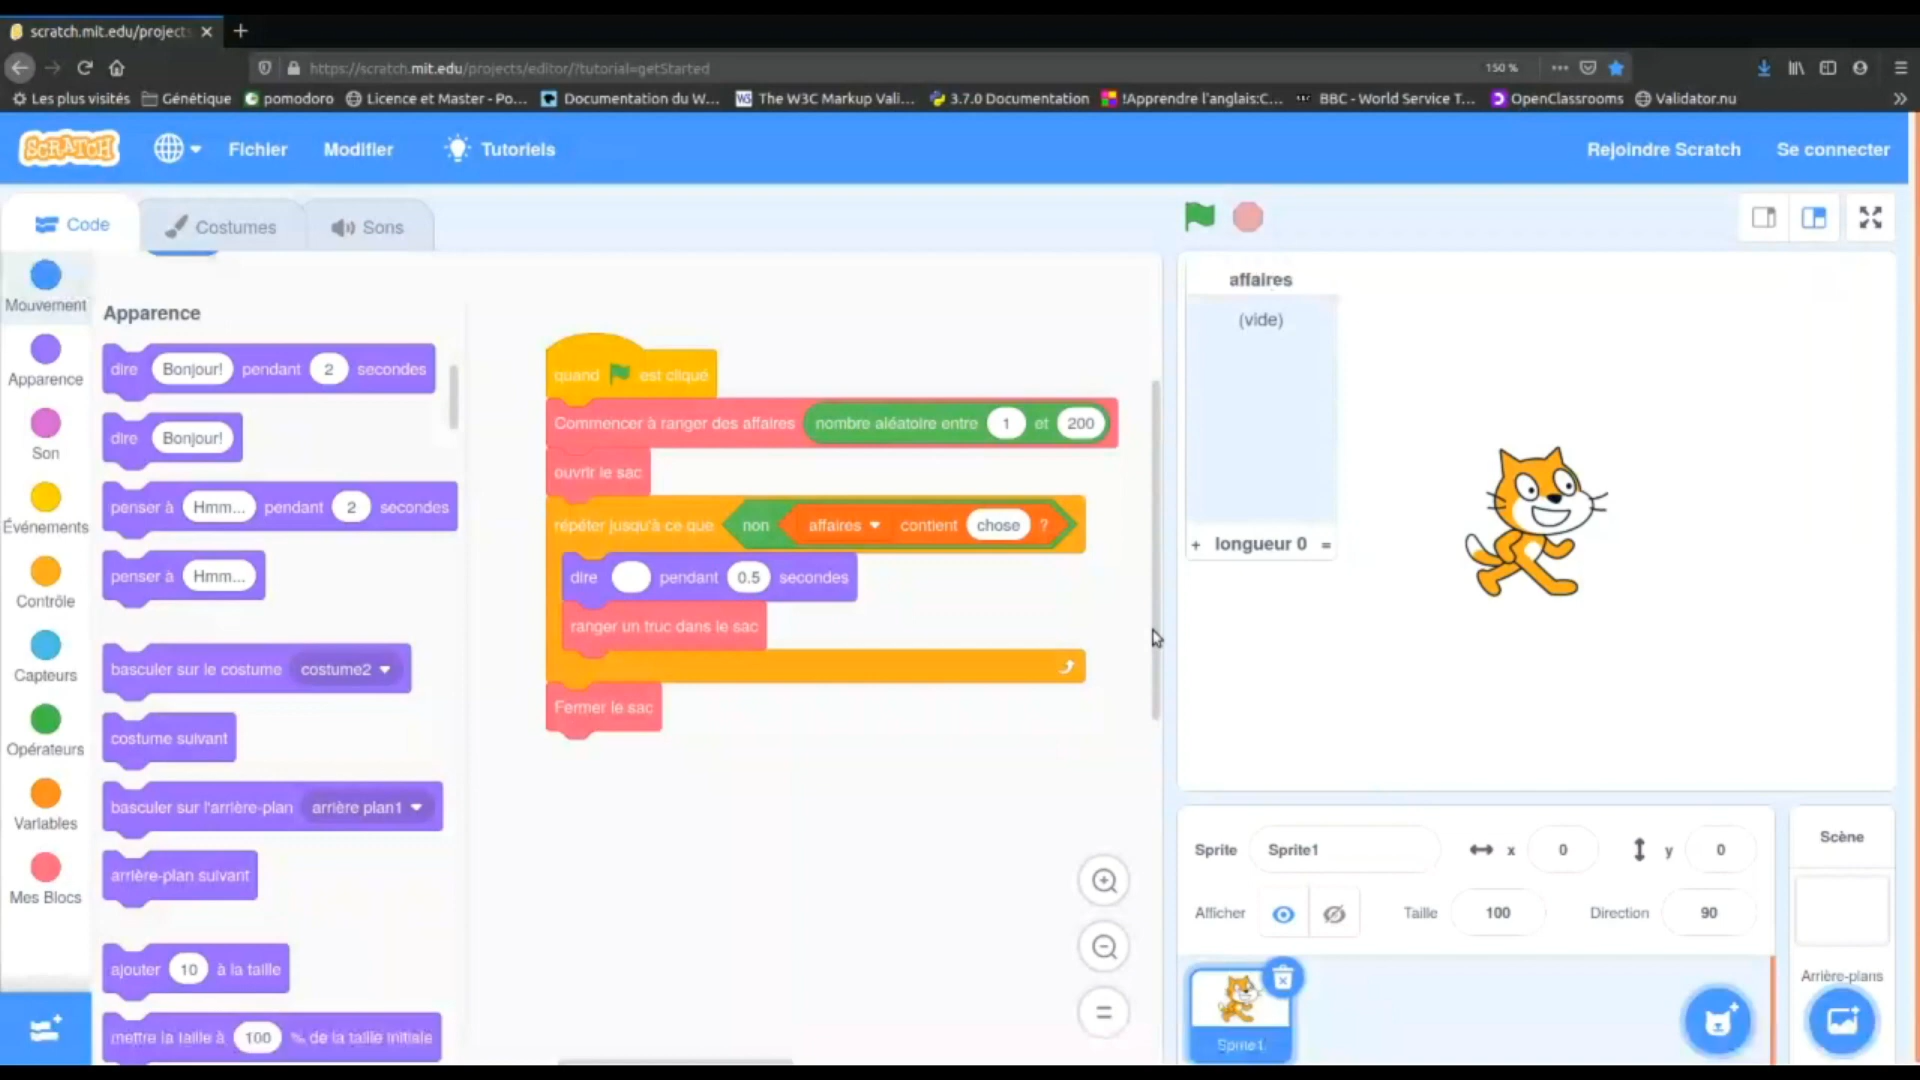 scratch.mit.edu/projects
https://scratch.mit.edu/projects/editor/?tutorial=getStarted
150 %
Les plus visités
Génétique
pomodoro
Licence et Master - Po...
Documentation du W...
The W3C Markup Vali...
3.7.0 Documentation
!Apprendre l'anglais:C...
BBC - World Service T...
OpenClassrooms
Validator.nu
SCRATCH
Fichier
Modifier
Tutoriels
Rejoindre Scratch
Se connecter
Code
Costumes
Sons
Mouvement
Apparence
Son
Événements
Contrôle
Capteurs
Opérateurs
Variables
Mes Blocs
Apparence
dire Bonjour! pendant 2 secondes
dire Bonjour!
penser à Hmm... pendant 2 secondes
penser à Hmm...
basculer sur le costume costume2
costume suivant
basculer sur l'arrière-plan arrière plan1
arrière-plan suivant
ajouter 10 à la taille
mettre la taille à 100 % de la taille initiale
quand est cliqué
Commencer à ranger des affaires nombre aléatoire entre 1 et 200
ouvrir le sac
répéter jusqu'à ce que non affaires contient chose ?
dire pendant 0.5 secondes
ranger un truc dans le sac
Fermer le sac
affaires
(vide)
+ longueur 0 =
Sprite Sprite1 x 0 y 0
Afficher Taille 100 Direction 90
Sprite1
Scène
Arrière-plans